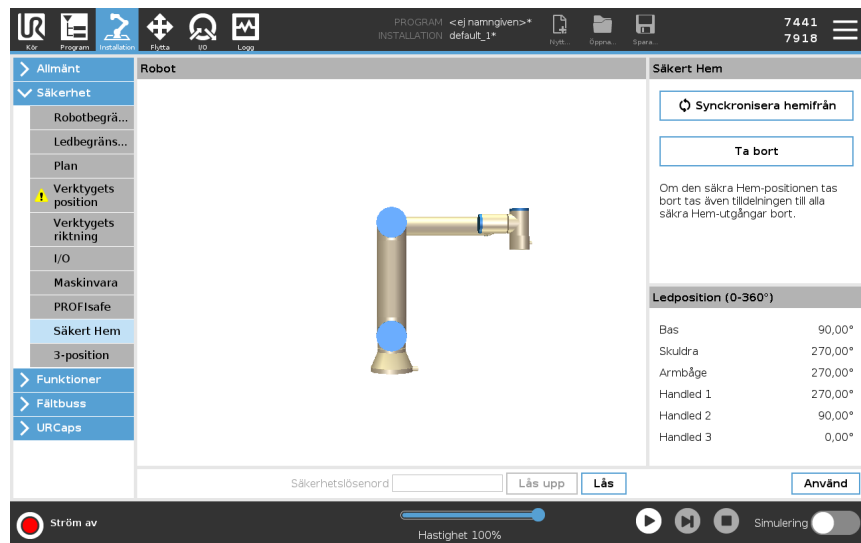 PROGRAM <ej namngiven>*
INSTALLATION default_1*
7441
7918
Kör
Program
Installation
Flytta
I/O
Logg
Nytt...
Öppna...
Spara...
Allmänt
Säkerhet
Robotbegrä...
Ledbegräns...
Plan
Verktygets
position
Verktygets
riktning
I/O
Maskinvara
PROFIsafe
Säkert Hem
3-position
Funktioner
Fältbuss
URCaps
Robot
Säkert Hem
Synckronisera hemifrån
Ta bort
Om den säkra Hem-positionen tas
bort tas även tilldelningen till alla
säkra Hem-utgångar bort.
Ledposition (0-360°)
Bas 90,00°
Skuldra 270,00°
Armbåge 270,00°
Handled 1 270,00°
Handled 2 90,00°
Handled 3 0,00°
Säkerhetslösenord
Lås upp
Lås
Använd
Ström av
Hastighet 100%
Simulering